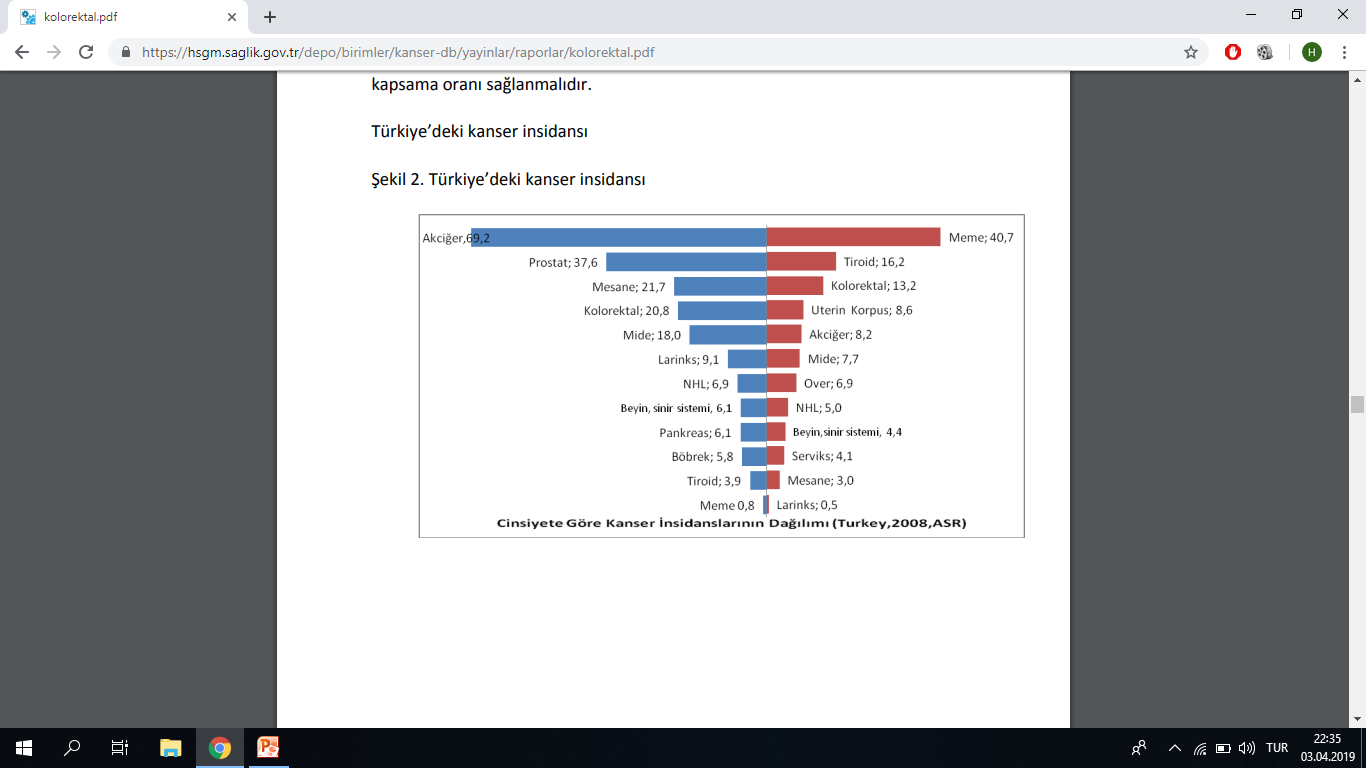 kolorektal.pdf
https://hsgm.saglik.gov.tr/depo/birimler/kanser-db/yayinlar/raporlar/kolorektal.pdf
H
kapsama oranı sağlanmalıdır.
Türkiye’deki kanser insidansı
Şekil 2. Türkiye’deki kanser insidansı
Akciğer,69,2 Meme; 40,7
Prostat; 37,6 Tiroid; 16,2
Mesane; 21,7 Kolorektal; 13,2
Kolorektal; 20,8 Uterin Korpus; 8,6
Mide; 18,0 Akciğer; 8,2
Larinks; 9,1 Mide; 7,7
NHL; 6,9 Over; 6,9
Beyin, sinir sistemi, 6,1 NHL; 5,0
Pankreas; 6,1 Beyin,sinir sistemi, 4,4
Böbrek; 5,8 Serviks; 4,1
Tiroid; 3,9 Mesane; 3,0
Meme 0,8 Larinks; 0,5
Cinsiyete Göre Kanser İnsidanslarının Dağılımı (Turkey,2008,ASR)
TUR
22:35
03.04.2019